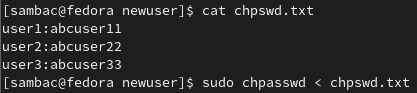 [sambac@fedora newuser]$ cat chpswd.txt
user1:abcuser11
user2:abcuser22
user3:abcuser33
[sambac@fedora newuser]$ sudo chpasswd < chpswd.txt